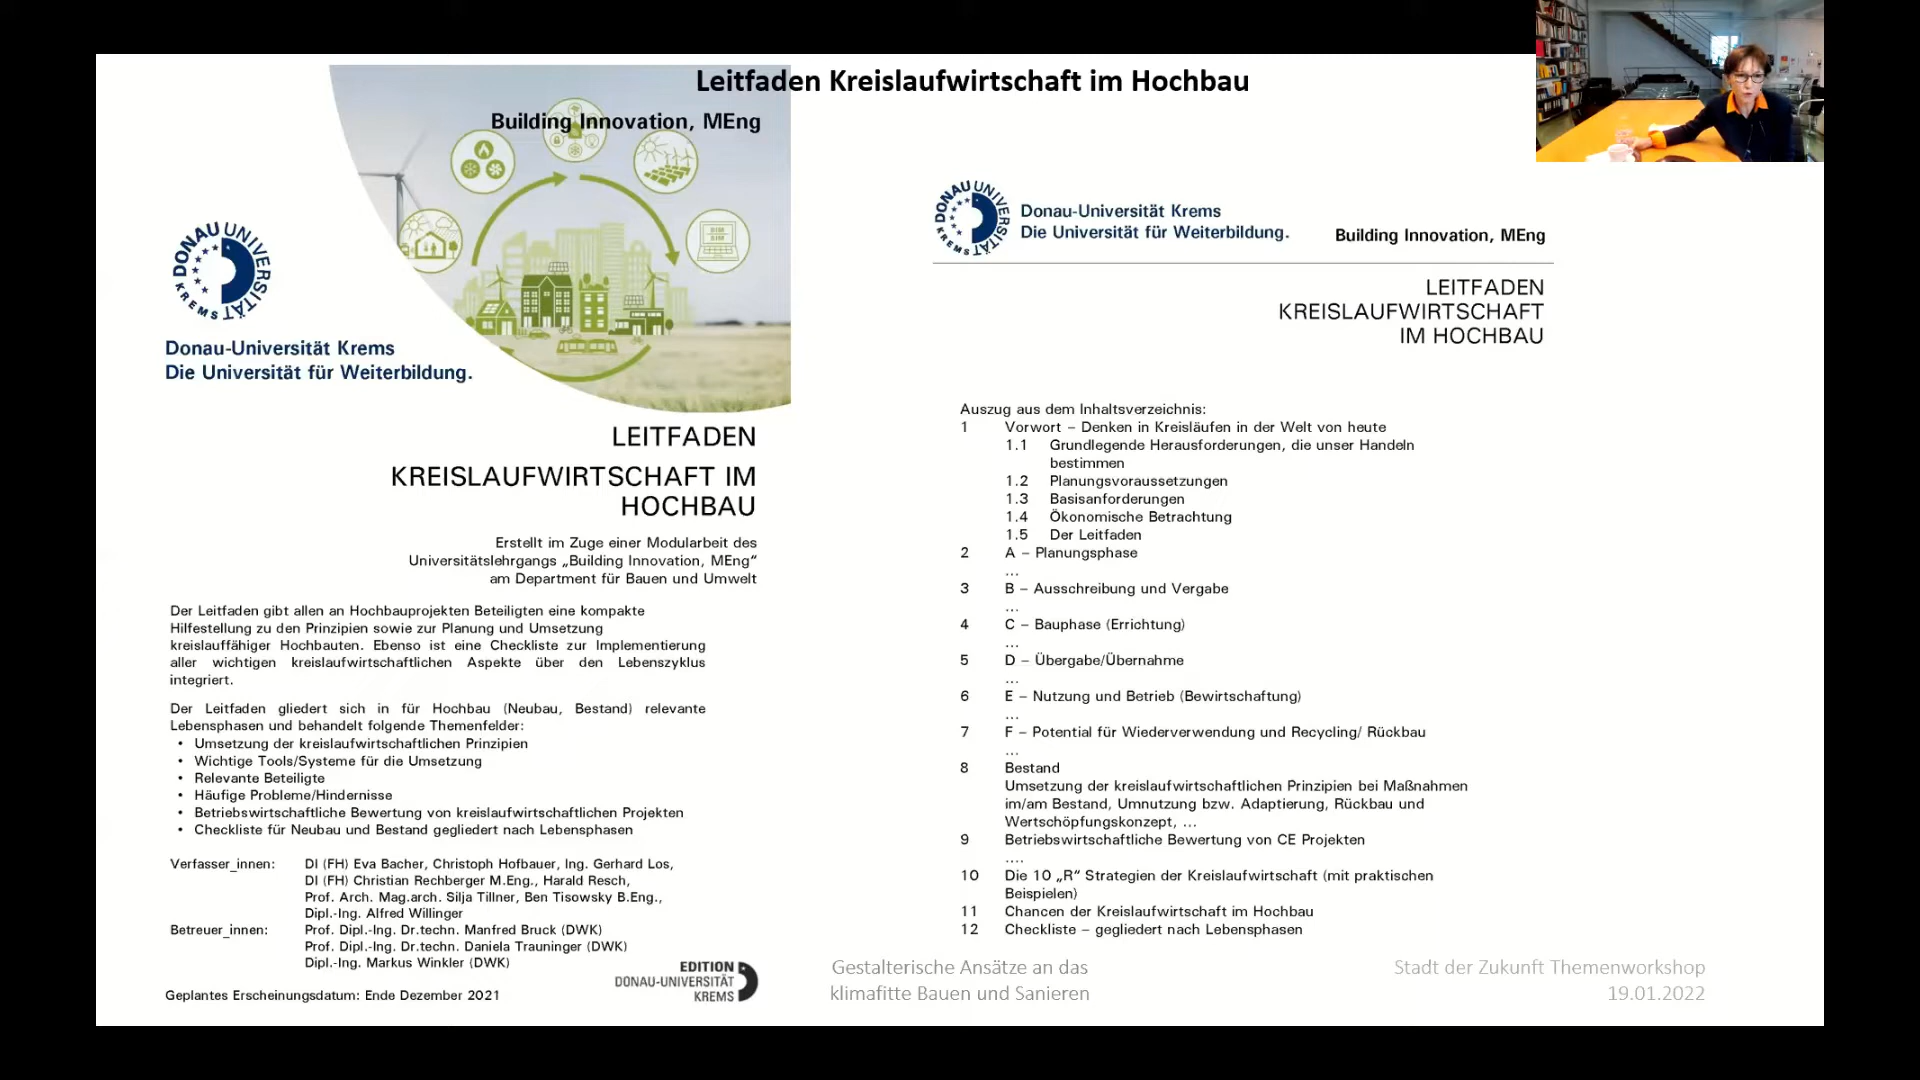 Leitfaden Kreislaufwirtschaft im Hochbau
Building Innovation, MEng
DONAU UNIVERSITÄT KREMS
Donau-Universität Krems
Die Universität für Weiterbildung.
LEITFADEN
KREISLAUFWIRTSCHAFT IM
HOCHBAU
Erstellt im Zuge einer Modularbeit des
Universitätslehrgangs „Building Innovation, MEng“
am Department für Bauen und Umwelt
Der Leitfaden gibt allen an Hochbauprojekten Beteiligten eine kompakte
Hilfestellung zu den Prinzipien sowie zur Planung und Umsetzung
kreislauffähiger Hochbauten. Ebenso ist eine Checkliste zur Implementierung
aller wichtigen kreislaufwirtschaftlichen Aspekte über den Lebenszyklus
integriert.
Der Leitfaden gliedert sich in für Hochbau (Neubau, Bestand) relevante
Lebensphasen und behandelt folgende Themenfelder:
• Umsetzung der kreislaufwirtschaftlichen Prinzipien
• Wichtige Tools/Systeme für die Umsetzung
• Relevante Beteiligte
• Häufige Probleme/Hindernisse
• Betriebswirtschaftliche Bewertung von kreislaufwirtschaftlichen Projekten
• Checkliste für Neubau und Bestand gegliedert nach Lebensphasen
Verfasser_innen: DI (FH) Eva Bacher, Christoph Hofbauer, Ing. Gerhard Los,
DI (FH) Christian Rechberger M.Eng., Harald Resch,
Prof. Arch. Mag.arch. Silja Tillner, Ben Tisowsky B.Eng.,
Dipl.-Ing. Alfred Willinger
Betreuer_innen: Prof. Dipl.-Ing. Dr.techn. Manfred Bruck (DWK)
Prof. Dipl.-Ing. Dr.techn. Daniela Trauninger (DWK)
Dipl.-Ing. Markus Winkler (DWK)
Geplantes Erscheinungsdatum: Ende Dezember 2021
EDITION
DONAU-UNIVERSITÄT
KREMS
DONAU UNIVERSITÄT KREMS
Donau-Universität Krems
Die Universität für Weiterbildung.
Building Innovation, MEng
LEITFADEN
KREISLAUFWIRTSCHAFT
IM HOCHBAU
Auszug aus dem Inhaltsverzeichnis:
1 Vorwort – Denken in Kreisläufen in der Welt von heute
1.1 Grundlegende Herausforderungen, die unser Handeln
bestimmen
1.2 Planungsvoraussetzungen
1.3 Basisanforderungen
1.4 Ökonomische Betrachtung
1.5 Der Leitfaden
2 A – Planungsphase
...
3 B – Ausschreibung und Vergabe
...
4 C – Bauphase (Errichtung)
...
5 D – Übergabe/Übernahme
...
6 E – Nutzung und Betrieb (Bewirtschaftung)
...
7 F – Potential für Wiederverwendung und Recycling/ Rückbau
...
8 Bestand
Umsetzung der kreislaufwirtschaftlichen Prinzipien bei Maßnahmen
im/am Bestand, Umnutzung bzw. Adaptierung, Rückbau und
Wertschöpfungskonzept, ...
9 Betriebswirtschaftliche Bewertung von CE Projekten
....
10 Die 10 „R“ Strategien der Kreislaufwirtschaft (mit praktischen
Beispielen)
11 Chancen der Kreislaufwirtschaft im Hochbau
12 Checkliste – gegliedert nach Lebensphasen
Gestalterische Ansätze an das
klimafitte Bauen und Sanieren
Stadt der Zukunft Themenworkshop
19.01.2022